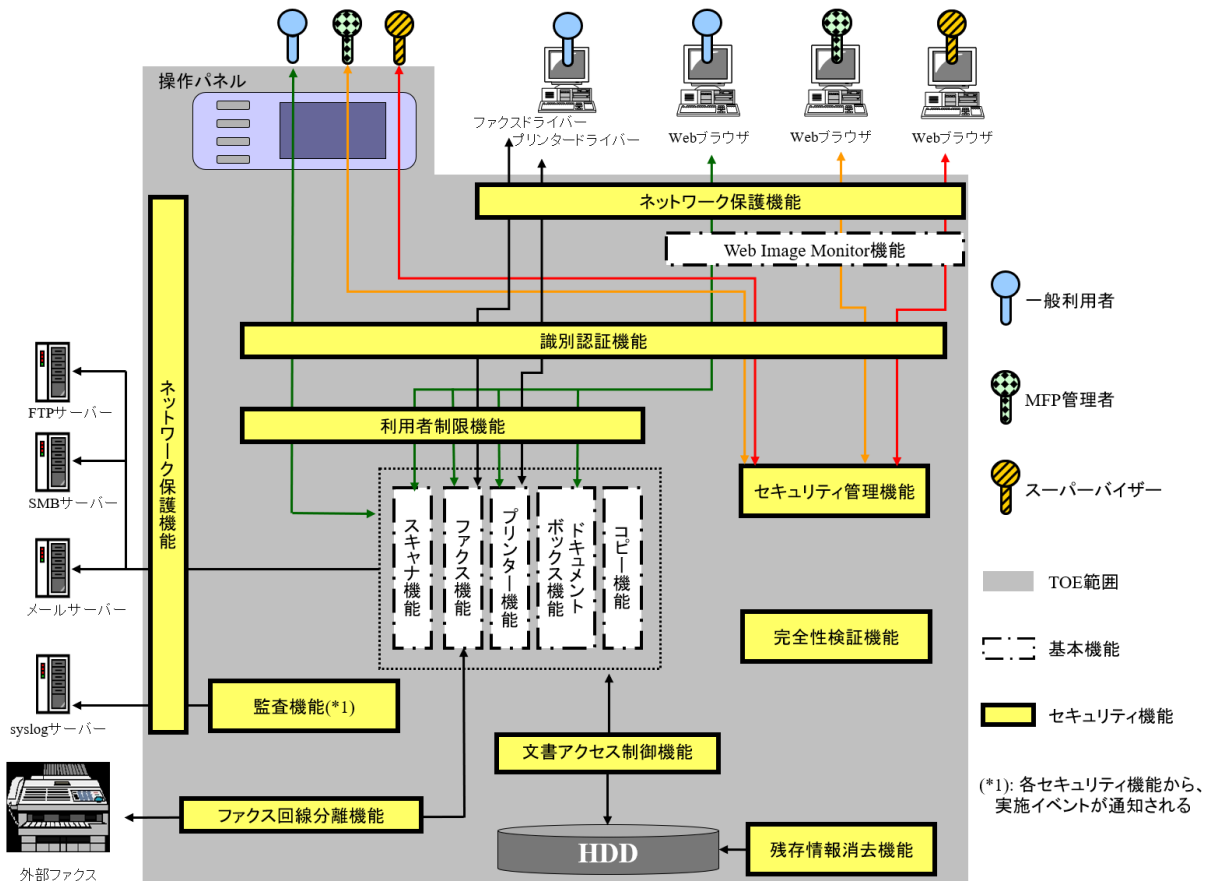 操作パネル
ファクスドライバー
プリンタードライバー
Webブラウザ
Webブラウザ
Webブラウザ
ネットワーク保護機能
Web Image Monitor機能
一般利用者
識別認証機能
FTPサーバー
ネットワーク保護機能
MFP管理者
利用者制限機能
SMBサーバー
スーパーバイザー
セキュリティ管理機能
スキャナ機能
ファクス機能
プリンター機能
ドキュメント
ボックス機能
コピー機能
メールサーバー
TOE範囲
完全性検証機能
基本機能
監査機能(*1)
syslogサーバー
セキュリティ機能
文書アクセス制御機能
(*1): 各セキュリティ機能から、
実施イベントが通知される
ファクス回線分離機能
HDD
残存情報消去機能
外部ファクス